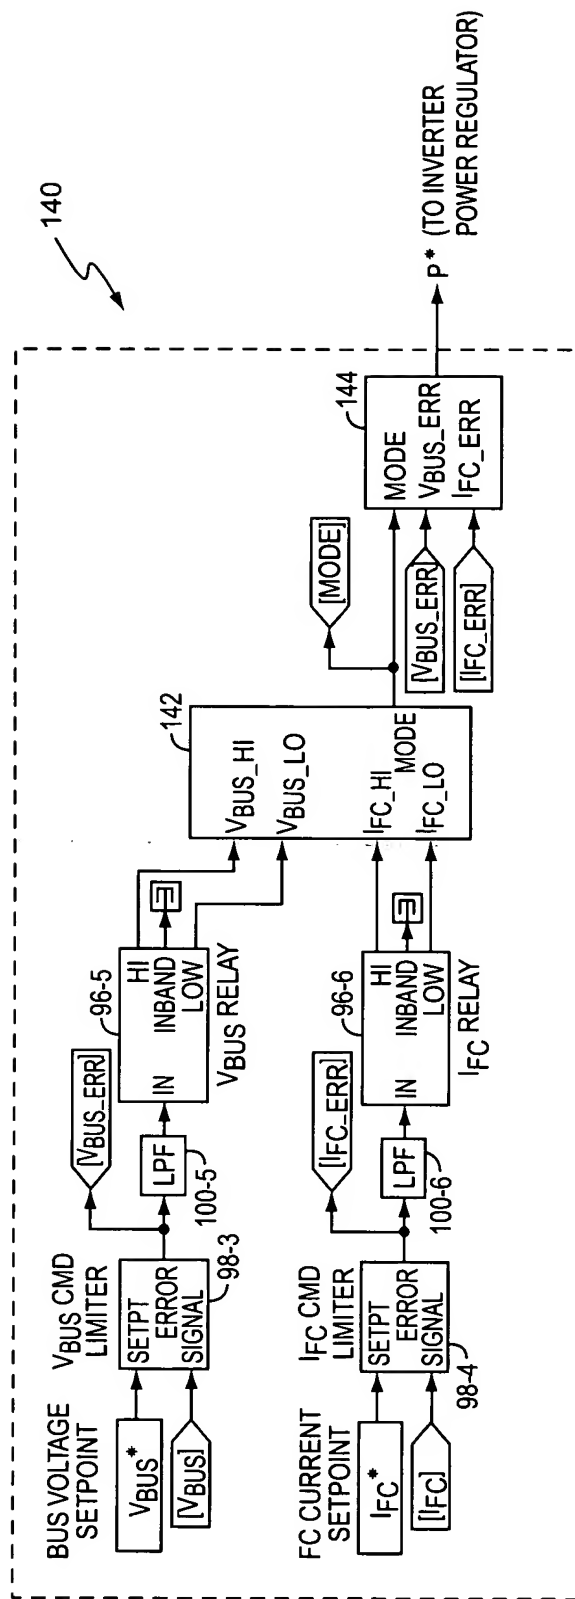 140
BUS VOLTAGE
SETPOINT
VBUS*
[VBUS]
VBUS CMD
LIMITER
SETPT
ERROR
SIGNAL
98-3
[VBUS_ERR]
LPF
100-5
96-5
IN
HI
INBAND
LOW
VBUS RELAY
E
FC CURRENT
SETPOINT
IFC*
[IFC]
IFC CMD
LIMITER
SETPT
ERROR
SIGNAL
98-4
[IFC_ERR]
LPF
100-6
96-6
IN
HI
INBAND
LOW
IFC RELAY
E
142
VBUS_HI
VBUS_LO
IFC_HI
MODE
IFC_LO
[MODE]
[VBUS_ERR]
[IFC_ERR]
144
MODE
VBUS_ERR
IFC_ERR
P* (TO INVERTER
POWER REGULATOR)